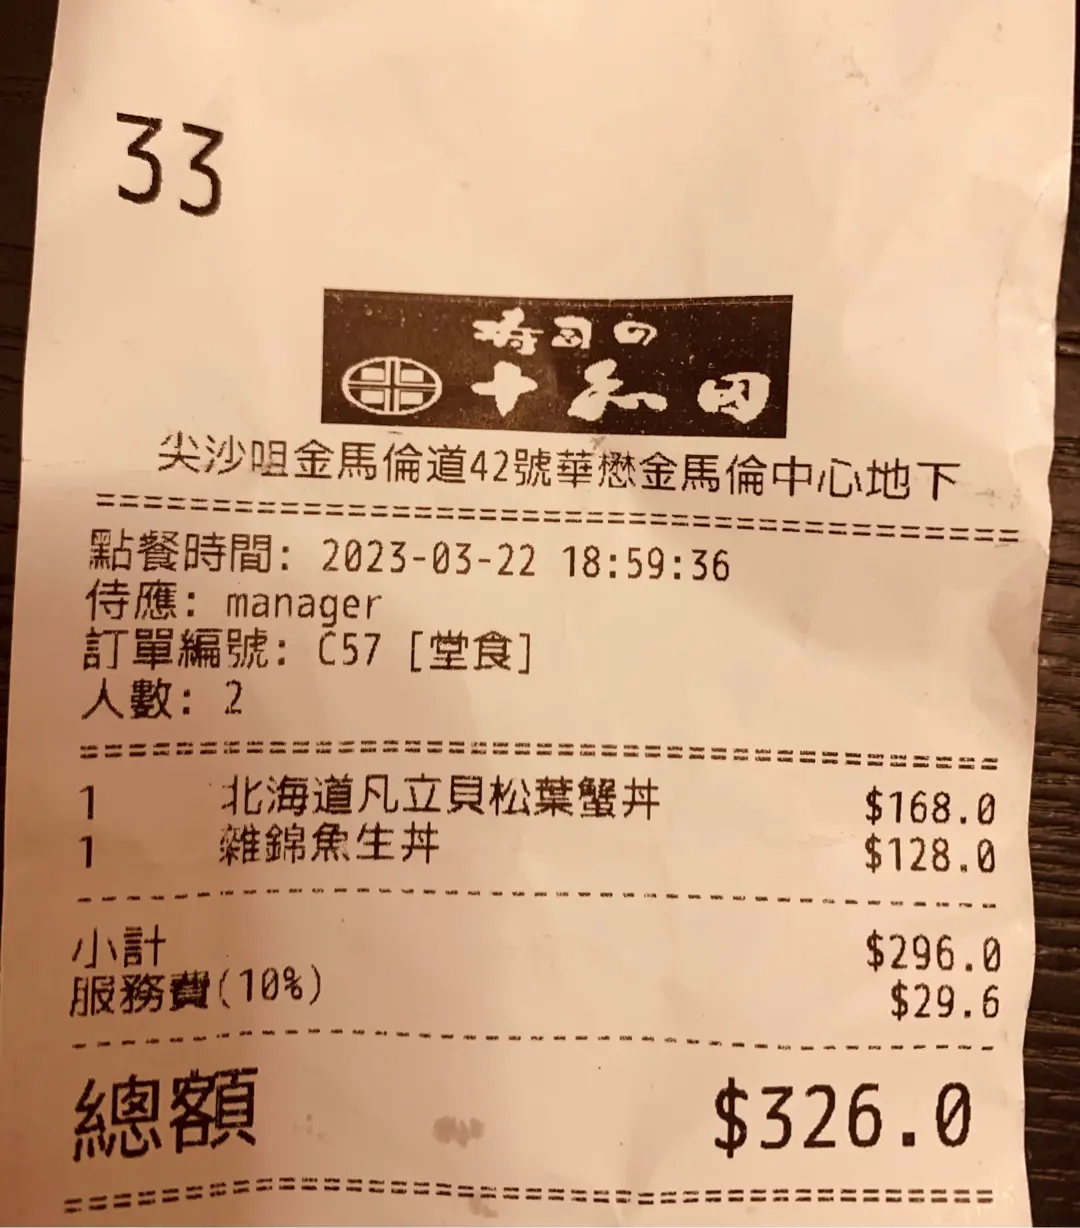 33
寿司の
十和田
尖沙咀金馬倫道42號華懋金馬倫中心地下
點餐時間: 2023-03-22 18:59:36
侍應: manager
訂單編號: C57 [堂食]
人數: 2
1 北海道凡立貝松葉蟹丼 $168.0
1 雜錦魚生丼 $128.0
小計 $296.0
服務費(10%) $29.6
總額 $326.0